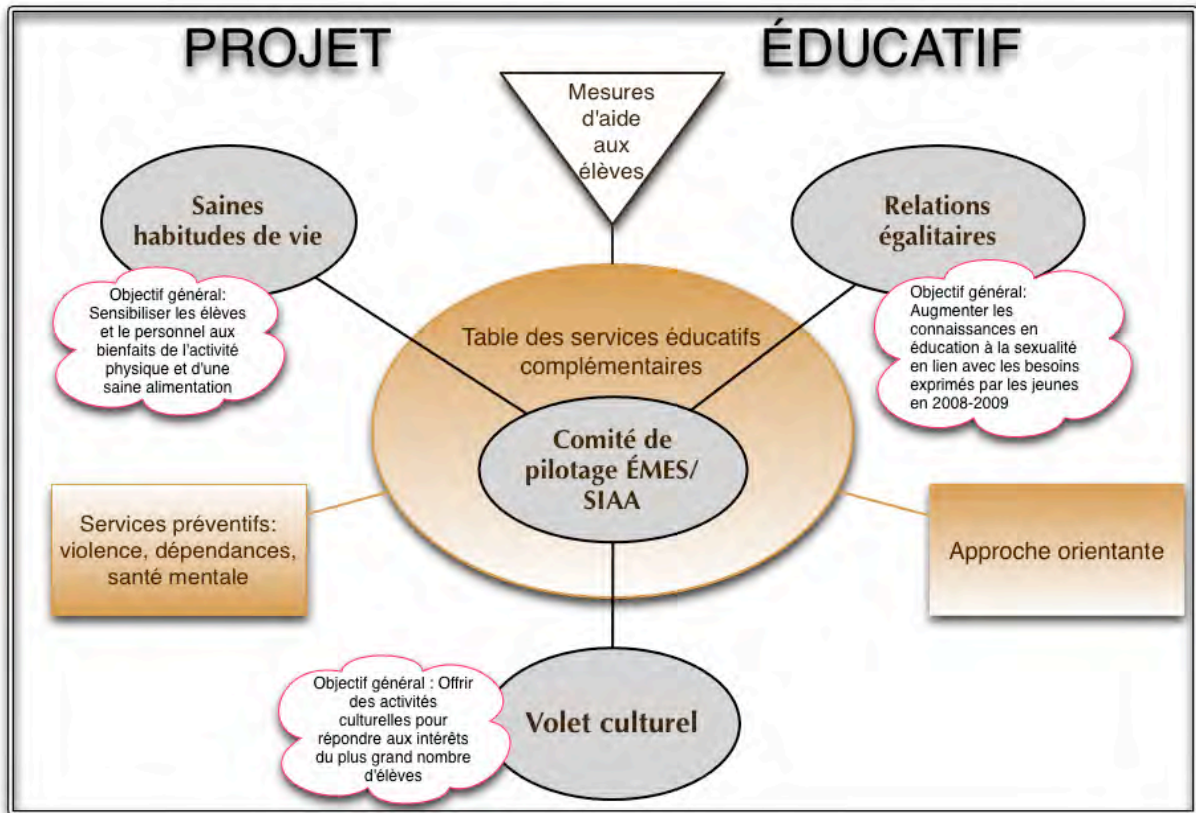 PROJET ÉDUCATIF
Mesures
d'aide
aux
élèves
Saines
habitudes de vie
Objectif général:
Sensibiliser les élèves
et le personnel aux
bienfaits de l'activité
physique et d'une
saine alimentation
Relations
égalitaires
Objectif général:
Augmenter les
connaissances en
éducation à la sexualité
en lien avec les besoins
exprimés par les jeunes
en 2008-2009
Table des services éducatifs
complémentaires
Comité de
pilotage ÉMES/
SIAA
Services préventifs:
violence, dépendances,
santé mentale
Approche orientante
Objectif général : Offrir
des activités
culturelles pour
répondre aux intérêts
du plus grand nombre
d'élèves
Volet culturel